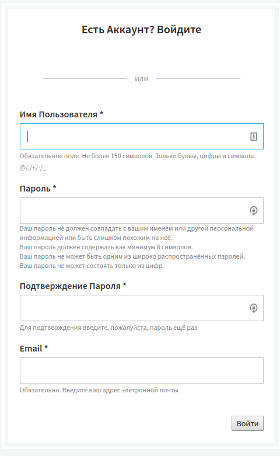 Есть Аккаунт? Войдите
или
Имя Пользователя *
Обязательное поле. Не более 150 символов. Только буквы, цифры и символы
@/./+/-/_.
Пароль *
Ваш пароль не должен совпадать с вашим именем или другой персональной
информацией или быть слишком похожим на неё.
Ваш пароль должен содержать как минимум 8 символов.
Ваш пароль не может быть одним из широко распространённых паролей.
Ваш пароль не может состоять только из цифр.
Подтверждение Пароля *
Для подтверждения введите, пожалуйста, пароль ещё раз.
Email *
Обязательно. Введите ваш адрес электронной почты
Войти